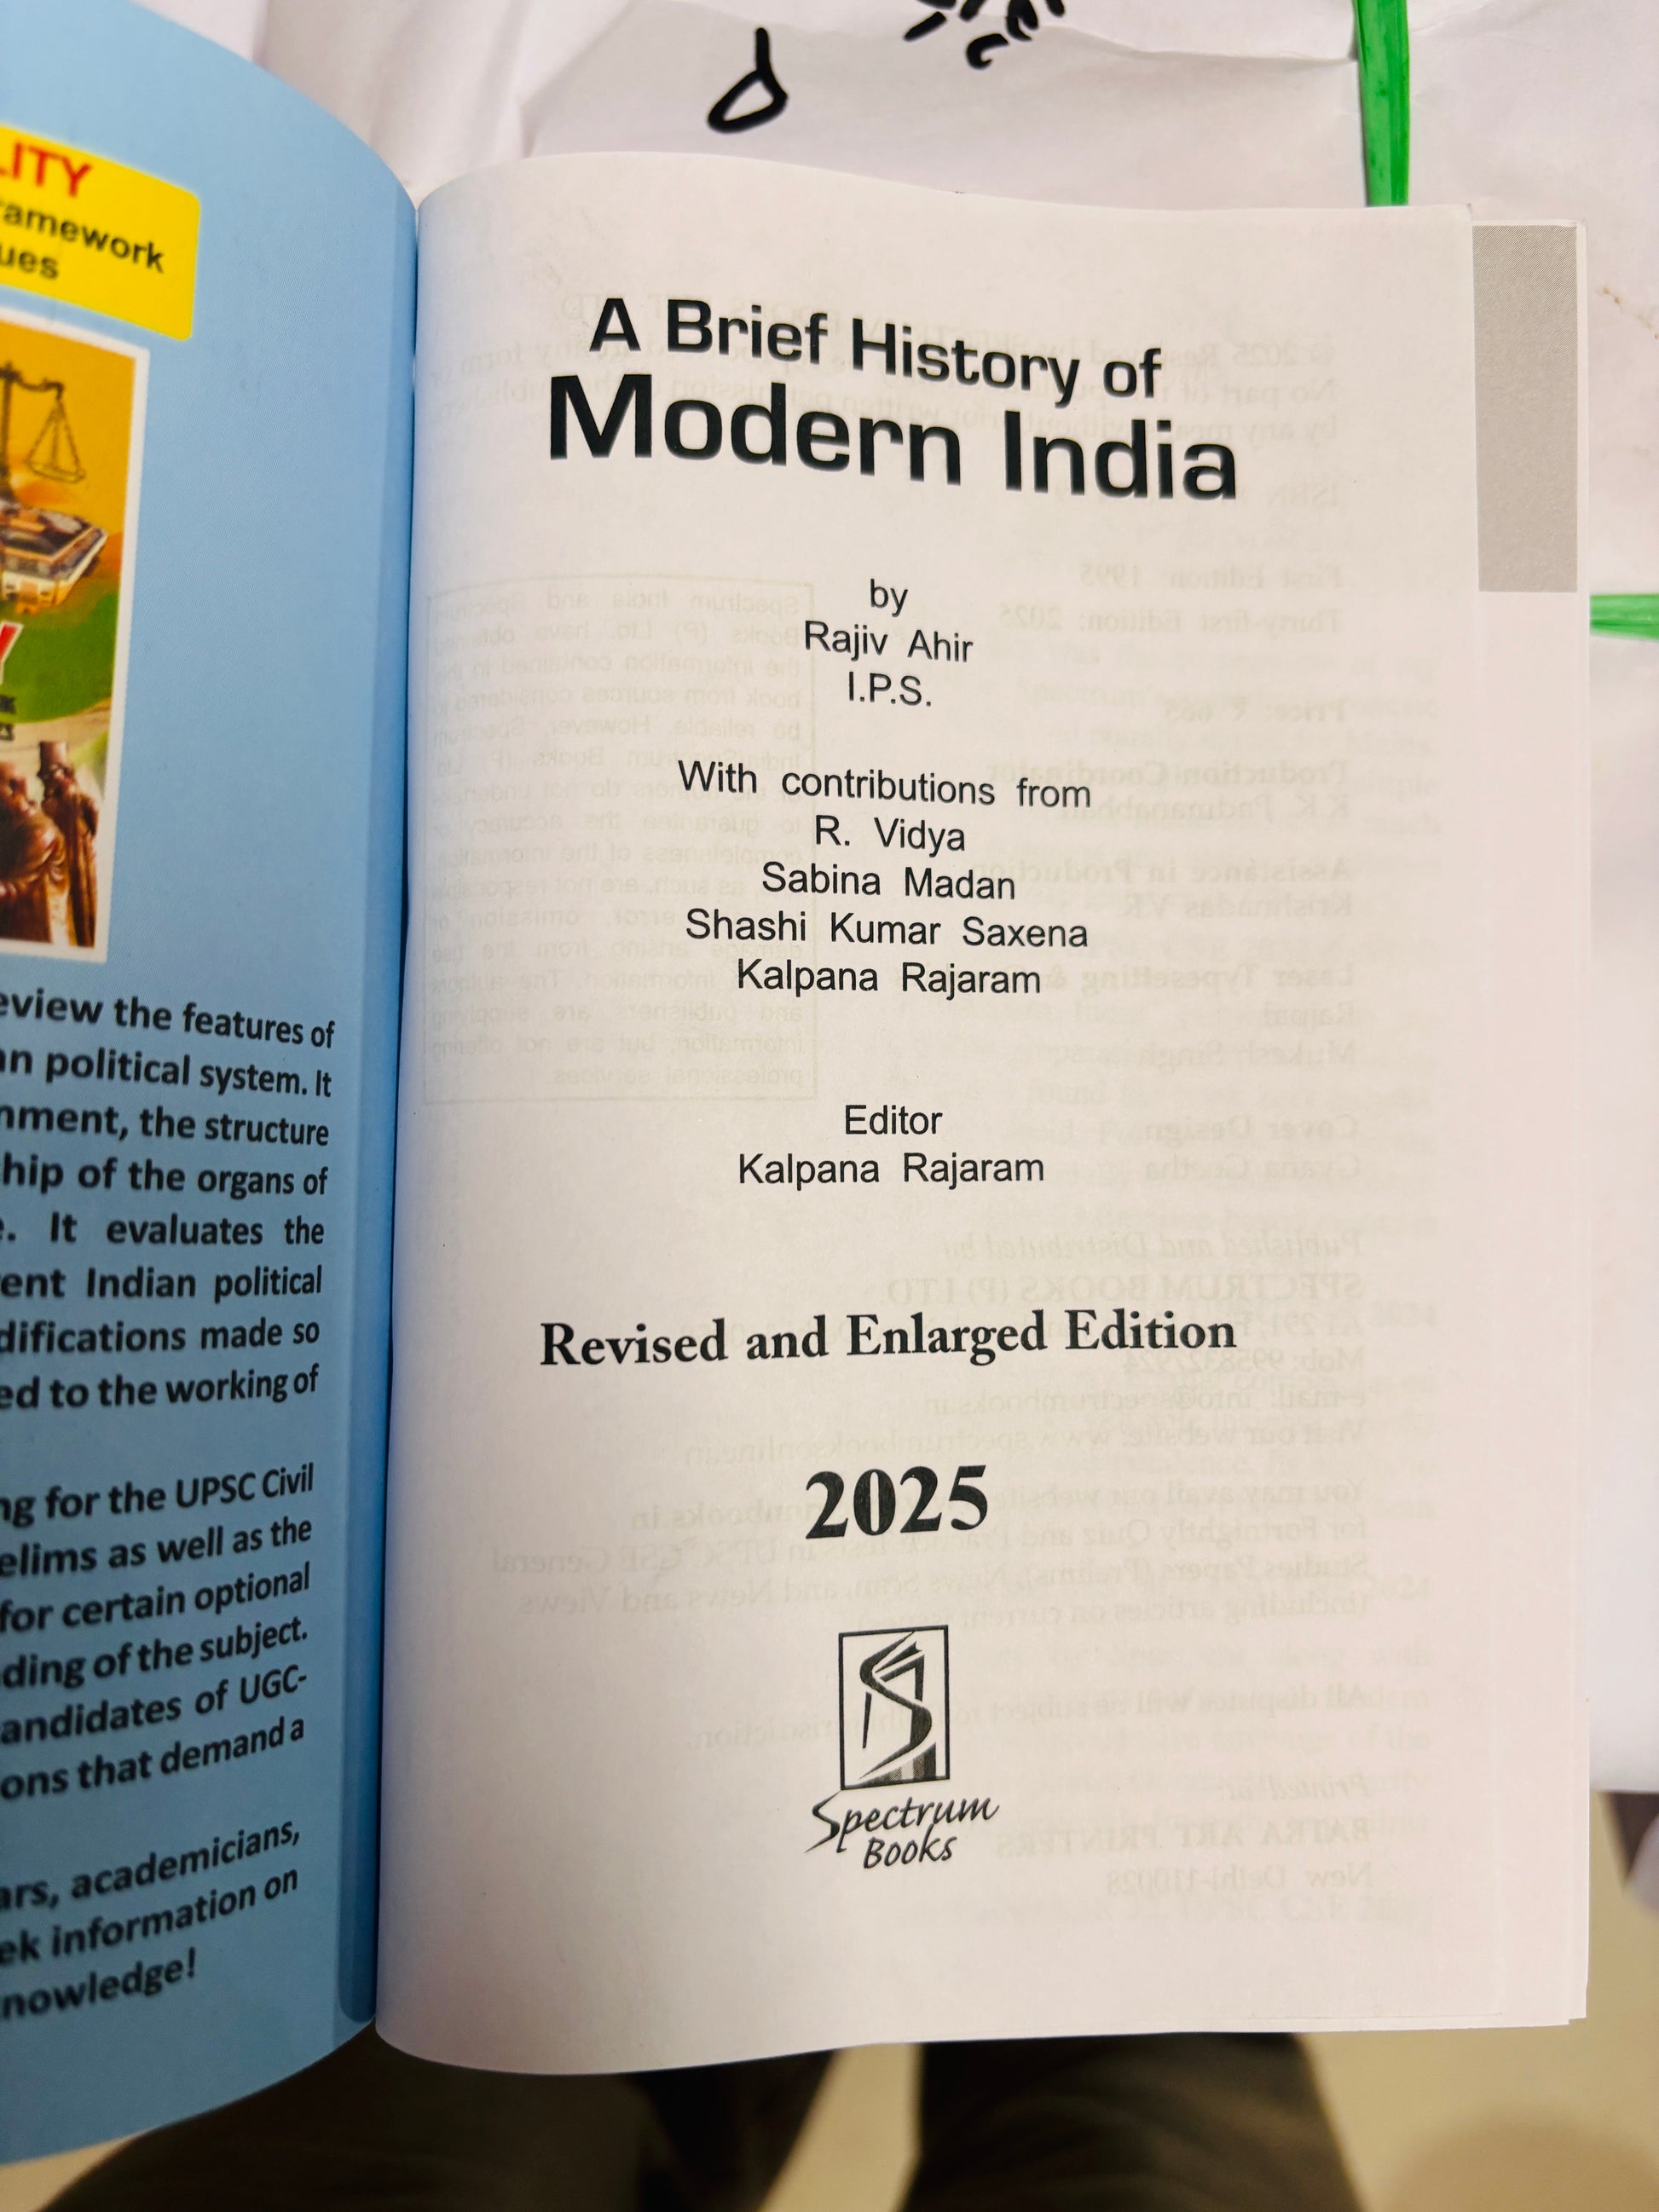 LITY
ramework
ues
Y
eview the features of
an political system. It
nment, the structure
hip of the organs of
. It evaluates the
ent Indian political
difications made so
ed to the working of
ng for the UPSC Civil
elims as well as the
for certain optional
ding of the subject.
andidates of UGC-
ons that demand a
ars, academicians,
ek information on
nowledge!
A Brief History of
Modern India
by
Rajiv Ahir
I.P.S.
With contributions from
R. Vidya
Sabina Madan
Shashi Kumar Saxena
Kalpana Rajaram
Editor
Kalpana Rajaram
Revised and Enlarged Edition
2025
Spectrum
Books